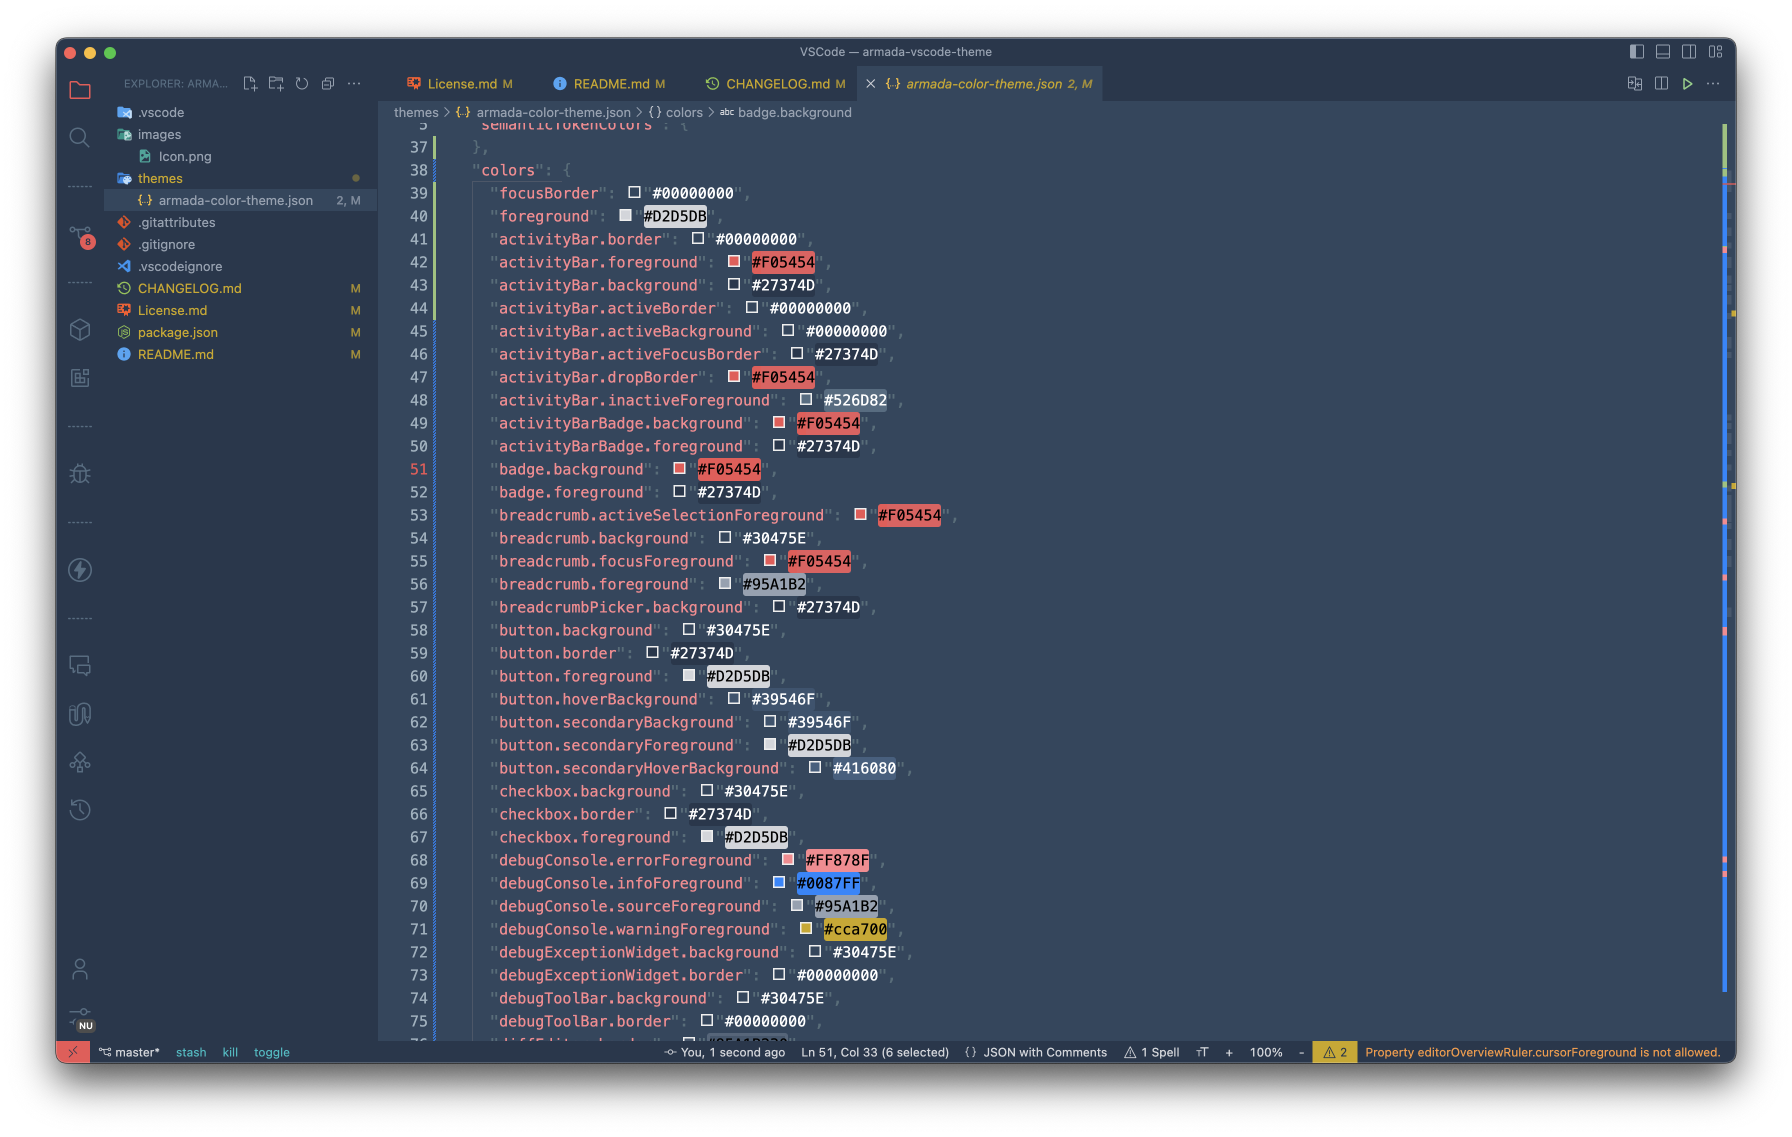 VSCode — armada-vscode-theme
EXPLORER: ARMA...
License.md M
README.md M
CHANGELOG.md M
armada-color-theme.json 2, M
themes > {..} armada-color-theme.json > {} colors > abc badge.background
.vscode
images
Icon.png
themes
{..} armada-color-theme.json 2, M
.gitattributes
.gitignore
.vscodeignore
CHANGELOG.md M
License.md M
package.json M
README.md M
8
NU
5 "semanticTokenColors": {
37 },
38 "colors": {
39 "focusBorder": "#00000000",
40 "foreground": "#D2D5DB",
41 "activityBar.border": "#00000000",
42 "activityBar.foreground": "#F05454",
43 "activityBar.background": "#27374D",
44 "activityBar.activeBorder": "#00000000",
45 "activityBar.activeBackground": "#00000000",
46 "activityBar.activeFocusBorder": "#27374D",
47 "activityBar.dropBorder": "#F05454",
48 "activityBar.inactiveForeground": "#526D82",
49 "activityBarBadge.background": "#F05454",
50 "activityBarBadge.foreground": "#27374D",
51 "badge.background": "#F05454",
52 "badge.foreground": "#27374D",
53 "breadcrumb.activeSelectionForeground": "#F05454",
54 "breadcrumb.background": "#30475E",
55 "breadcrumb.focusForeground": "#F05454",
56 "breadcrumb.foreground": "#95A1B2",
57 "breadcrumbPicker.background": "#27374D",
58 "button.background": "#30475E",
59 "button.border": "#27374D",
60 "button.foreground": "#D2D5DB",
61 "button.hoverBackground": "#39546F",
62 "button.secondaryBackground": "#39546F",
63 "button.secondaryForeground": "#D2D5DB",
64 "button.secondaryHoverBackground": "#416080",
65 "checkbox.background": "#30475E",
66 "checkbox.border": "#27374D",
67 "checkbox.foreground": "#D2D5DB",
68 "debugConsole.errorForeground": "#FF878F",
69 "debugConsole.infoForeground": "#0087FF",
70 "debugConsole.sourceForeground": "#95A1B2",
71 "debugConsole.warningForeground": "#cca700",
72 "debugExceptionWidget.background": "#30475E",
73 "debugExceptionWidget.border": "#00000000",
74 "debugToolBar.background": "#30475E",
75 "debugToolBar.border": "#00000000",
master* stash kill toggle
You, 1 second ago Ln 51, Col 33 (6 selected) {} JSON with Comments 1 Spell TT + 100% - 2 Property editorOverviewRuler.cursorForeground is not allowed.